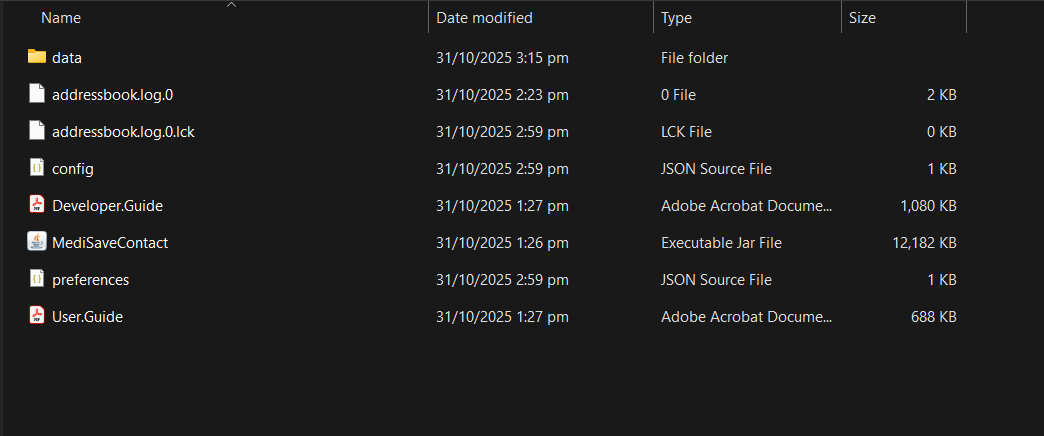 Name Date modified Type Size
data 31/10/2025 3:15 pm File folder
addressbook.log.0 31/10/2025 2:23 pm 0 File 2 KB
addressbook.log.0.lck 31/10/2025 2:59 pm LCK File 0 KB
config 31/10/2025 2:59 pm JSON Source File 1 KB
Developer.Guide 31/10/2025 1:27 pm Adobe Acrobat Docume... 1,080 KB
MediSaveContact 31/10/2025 1:26 pm Executable Jar File 12,182 KB
preferences 31/10/2025 2:59 pm JSON Source File 1 KB
User.Guide 31/10/2025 1:27 pm Adobe Acrobat Docume... 688 KB